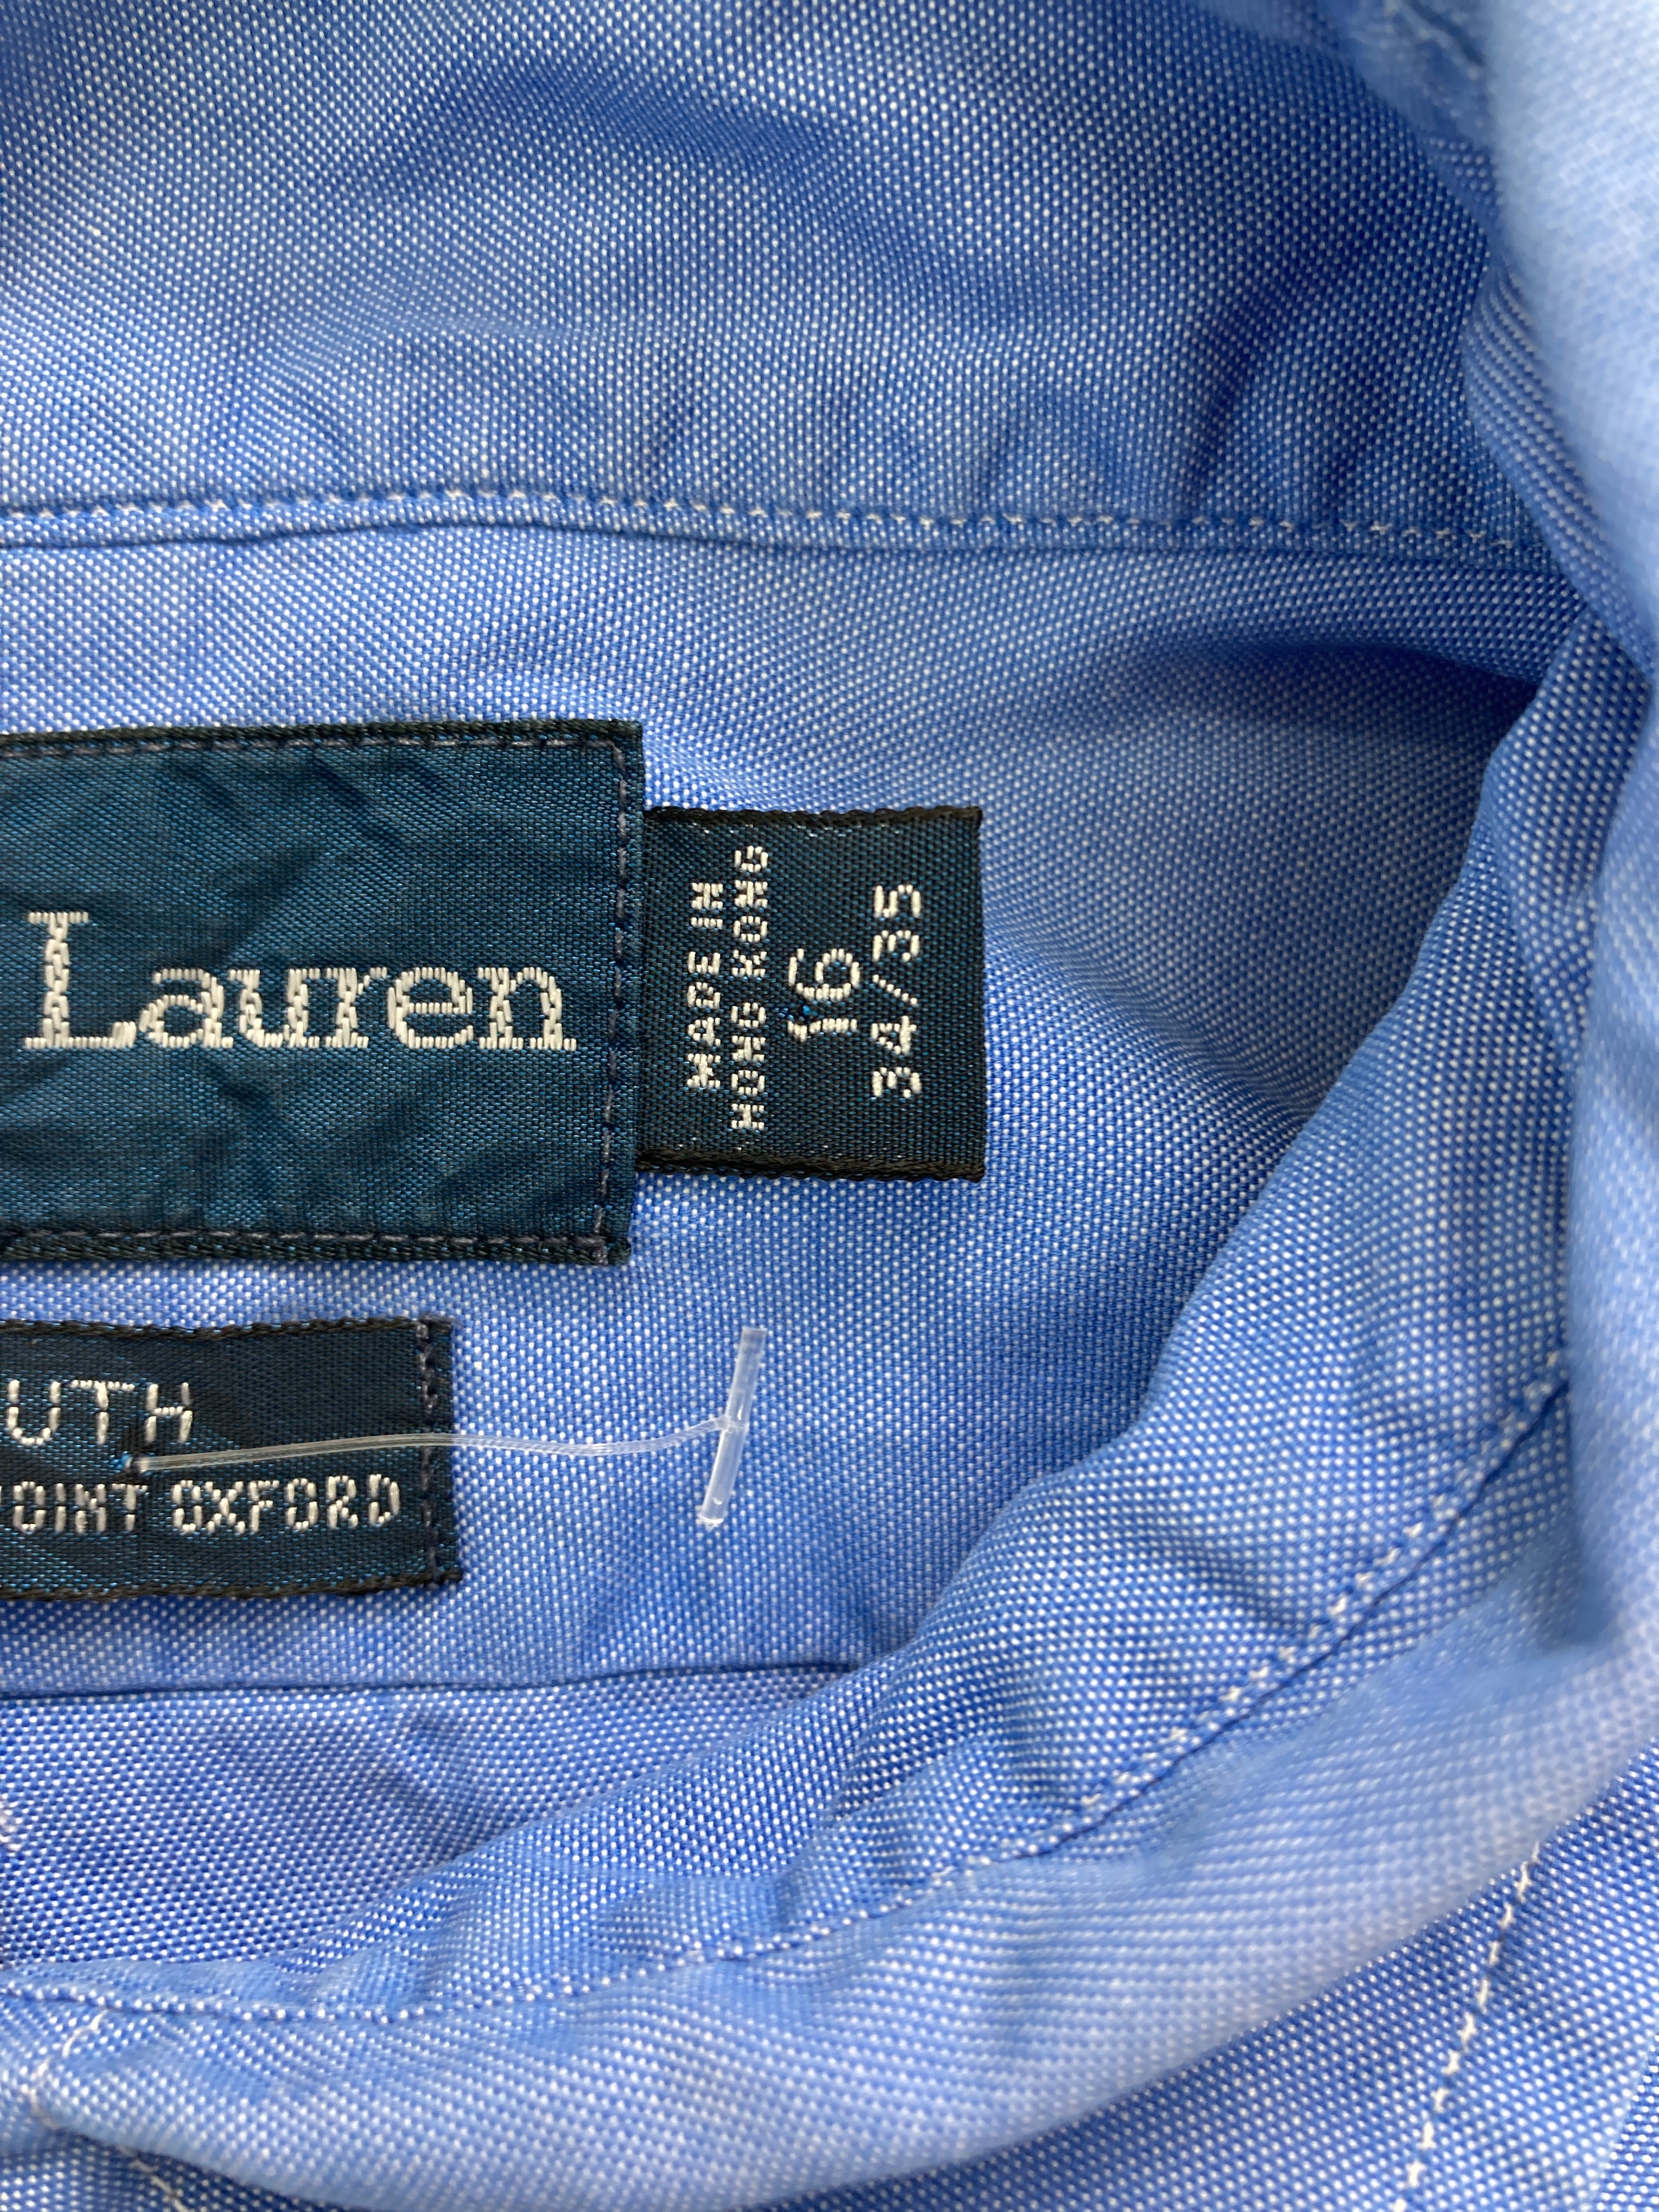 Lauren
MADE IN
HONG KONG
16
34/35
UTH
OINT OXFORD